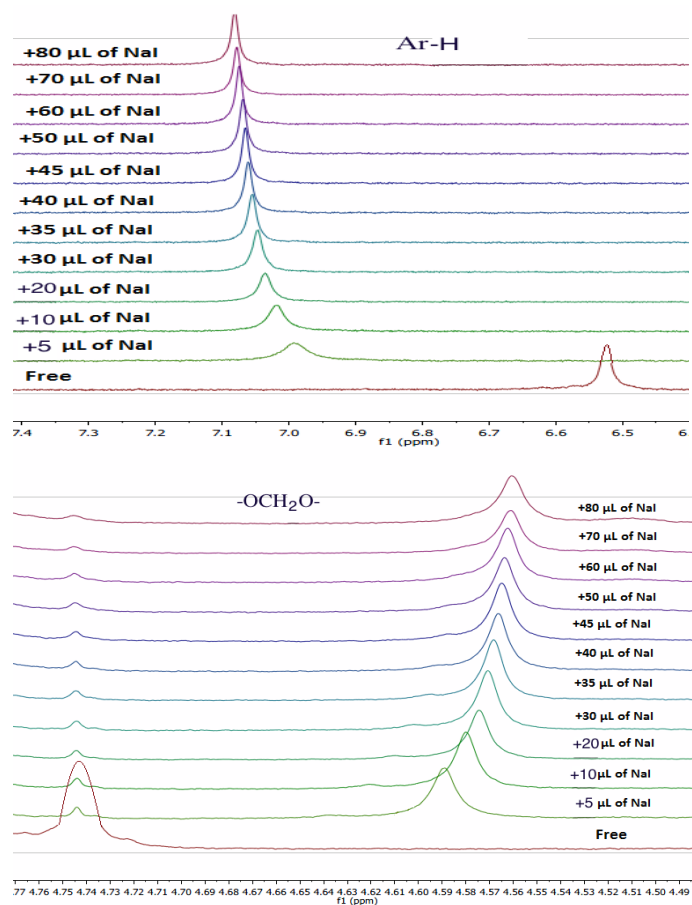 Ar-H
+80 µL of NaI
+70 µL of NaI
+60 µL of NaI
+50 µL of NaI
+45 µL of NaI
+40 µL of NaI
+35 µL of NaI
+30 µL of NaI
+20 µL of NaI
+10 µL of NaI
+5 µL of NaI
Free
7.4 7.3 7.2 7.1 7.0 6.9 6.8 6.7 6.6 6.5 6.
f1 (ppm)
-OCH2O-
+80 µL of NaI
+70 µL of NaI
+60 µL of NaI
+50 µL of NaI
+45 µL of NaI
+40 µL of NaI
+35 µL of NaI
+30 µL of NaI
+20 µL of NaI
+10 µL of NaI
+5 µL of NaI
Free
.77 4.76 4.75 4.74 4.73 4.72 4.71 4.70 4.69 4.68 4.67 4.66 4.65 4.64 4.63 4.62 4.61 4.60 4.59 4.58 4.57 4.56 4.55 4.54 4.53 4.52 4.51 4.50 4.49
f1 (ppm)